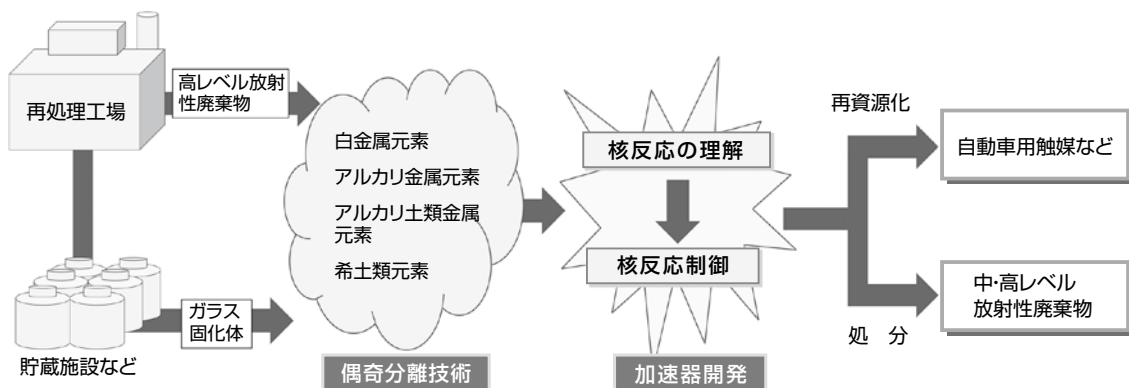 再処理工場
高レベル放射
性廃棄物
貯蔵施設など
ガラス
固化体
白金属元素
アルカリ金属元素
アルカリ土類金属
元素
希土類元素
偶奇分離技術
核反応の理解
核反応制御
加速器開発
再資源化
自動車用触媒など
中・高レベル
放射性廃棄物
処 分